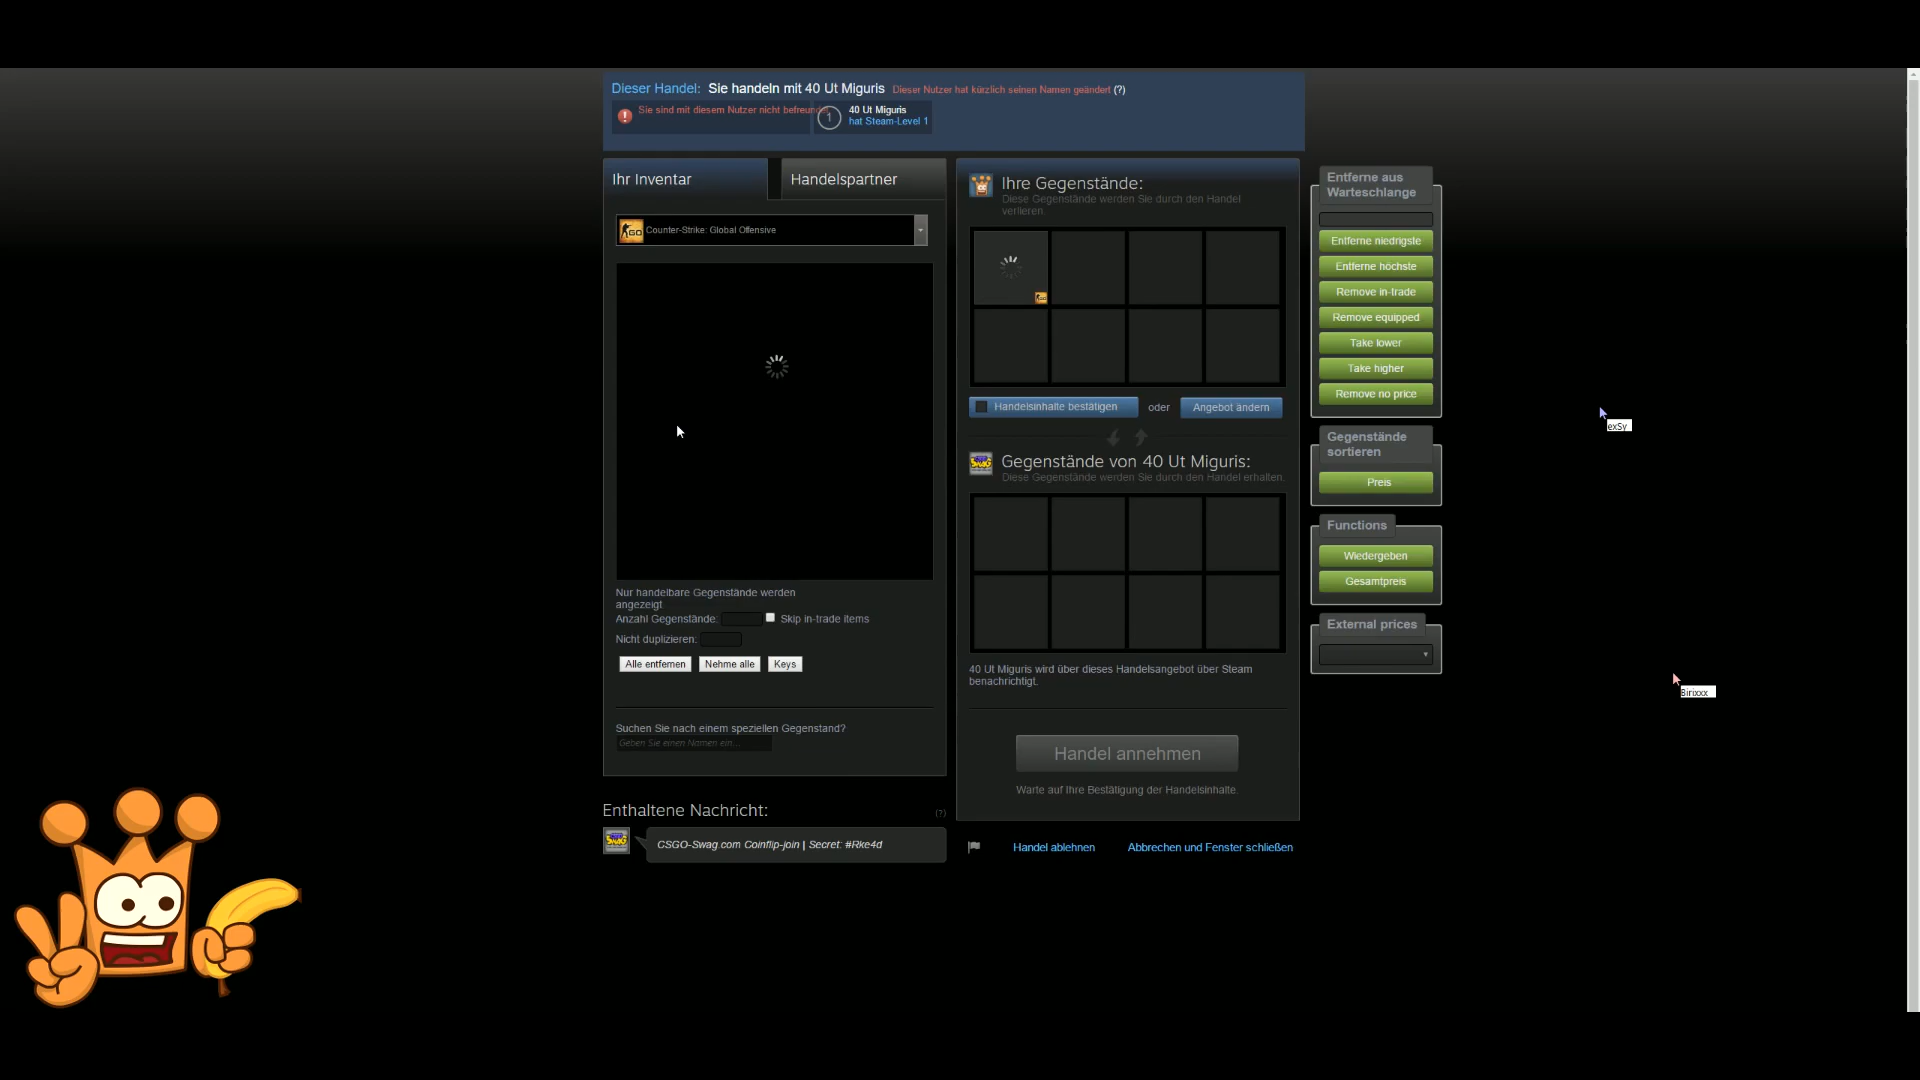 Dieser Handel: Sie handeln mit 40 Ut Miguris Dieser Nutzer hat kürzlich seinen Namen geändert (?)
Sie sind mit diesem Nutzer nicht befreundet
1
40 Ut Miguris
hat Steam-Level 1
Ihr Inventar
Handelspartner
GO
Counter-Strike: Global Offensive
Nur handelbare Gegenstände werden
angezeigt
Anzahl Gegenstände:
Skip in-trade items
Nicht duplizieren:
Alle entfernen
Nehme alle
Keys
Suchen Sie nach einem speziellen Gegenstand?
Geben Sie einen Namen ein...
Enthaltene Nachricht:
(?)
SWAG
CSGO-Swag.com Coinflip-join | Secret: #Rke4d
Ihre Gegenstände:
Diese Gegenstände werden Sie durch den Handel
verlieren.
Handelsinhalte bestätigen
oder
Angebot ändern
SWAG
Gegenstände von 40 Ut Miguris:
Diese Gegenstände werden Sie durch den Handel erhalten.
40 Ut Miguris wird über dieses Handelsangebot über Steam
benachrichtigt.
Handel annehmen
Warte auf Ihre Bestätigung der Handelsinhalte.
Handel ablehnen
Abbrechen und Fenster schließen
Entferne aus
Warteschlange
Entferne niedrigste
Entferne höchste
Remove in-trade
Remove equipped
Take lower
Take higher
Remove no price
Gegenstände
sortieren
Preis
Functions
Wiedergeben
Gesamtpreis
External prices
exSy
Birixxx